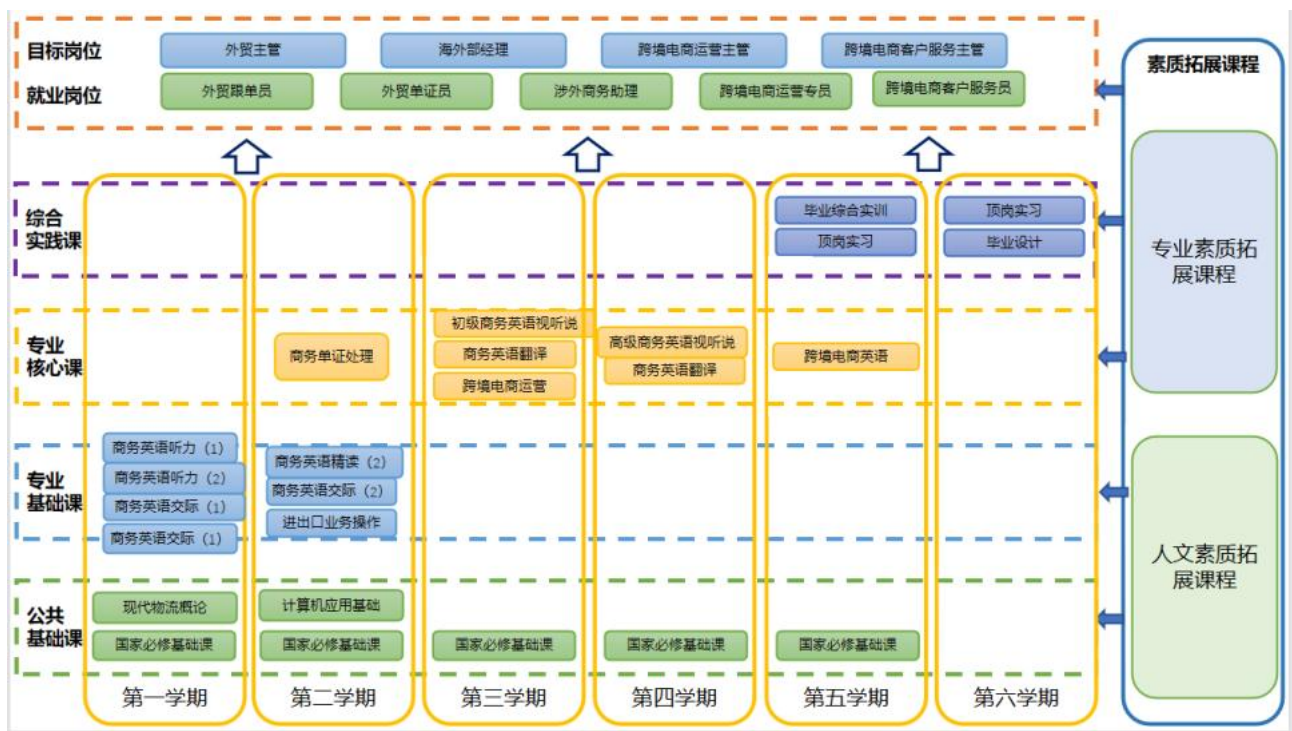 目标岗位
外贸主管
海外部经理
跨境电商运营主管
跨境电商客户服务主管
就业岗位
外贸跟单员
外贸单证员
涉外商务助理
跨境电商运营专员
跨境电商客户服务员
综合
实践课
毕业综合实训
顶岗实习
顶岗实习
毕业设计
专业
核心课
商务单证处理
初级商务英语视听说
商务英语翻译
跨境电商运营
高级商务英语视听说
商务英语翻译
跨境电商英语
专业
基础课
商务英语听力（1）
商务英语听力（2）
商务英语交际（1）
商务英语交际（1）
商务英语精读（2）
商务英语交际（2）
进出口业务操作
公共
基础课
现代物流概论
国家必修基础课
计算机应用基础
国家必修基础课
国家必修基础课
国家必修基础课
国家必修基础课
第一学期
第二学期
第三学期
第四学期
第五学期
第六学期
素质拓展课程
专业素质拓
展课程
人文素质拓
展课程